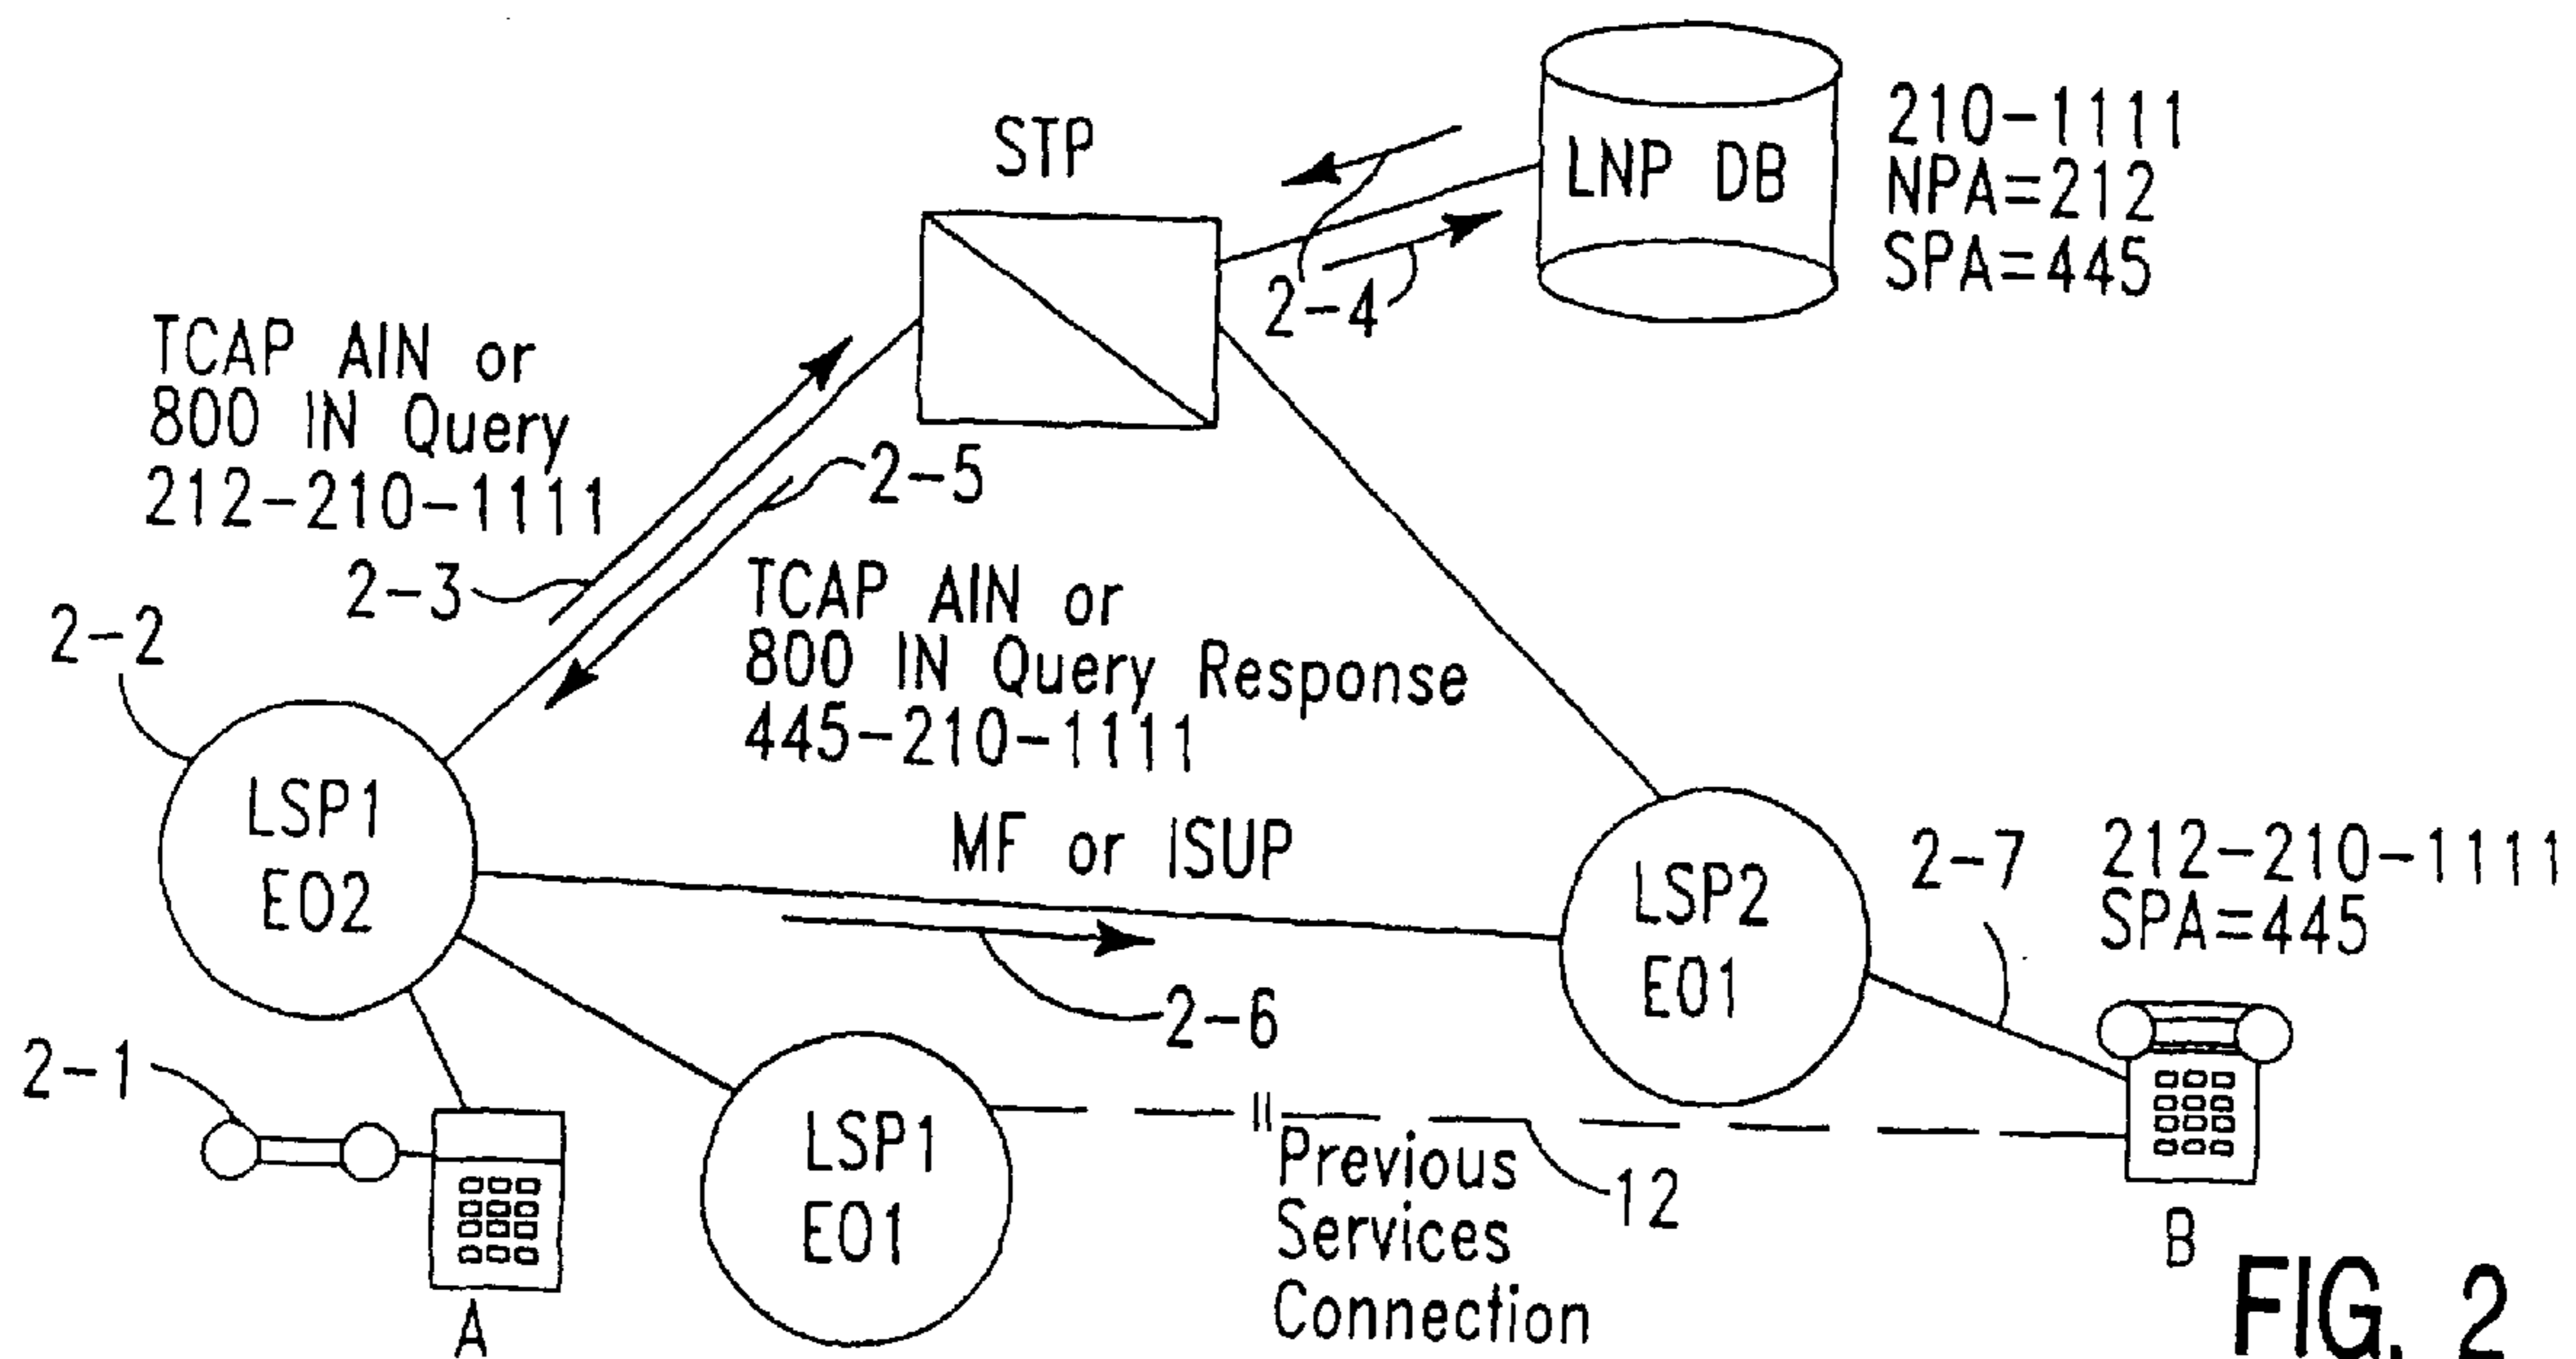 STP
LNP DB
210-1111
NPA=212
SPA=445
2-4
TCAP AIN or
800 IN Query
212-210-1111
2-5
2-3
TCAP AIN or
800 IN Query Response
445-210-1111
2-2
LSP1
EO2
MF or ISUP
2-6
LSP2
EO1
2-7
212-210-1111
SPA=445
2-1
A
LSP1
EO1
Previous
Services
Connection
12
B
FIG. 2